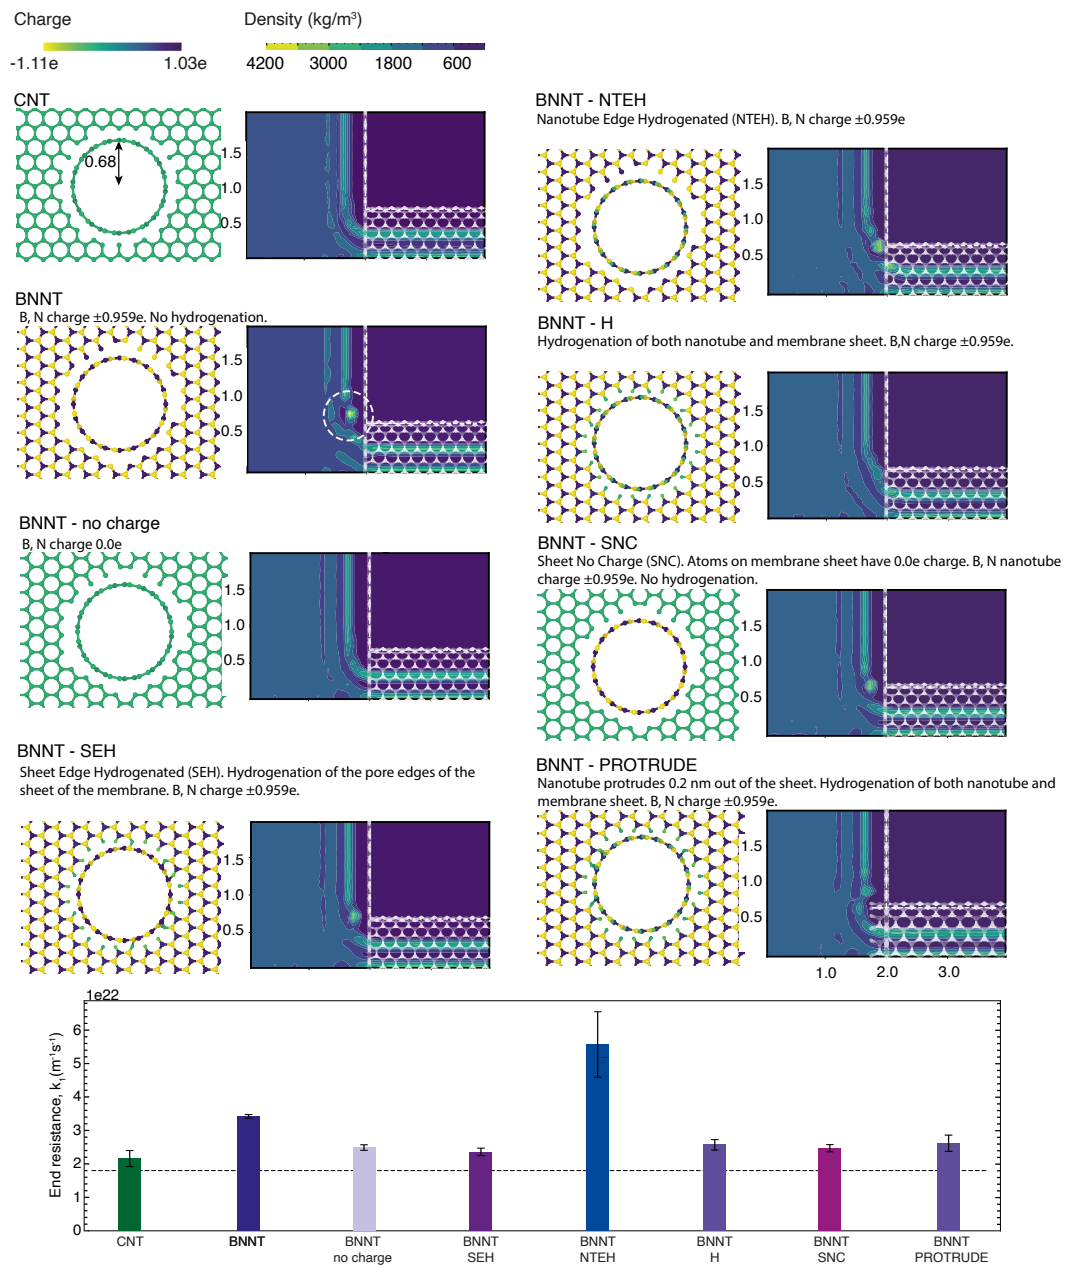 Charge
Density (kg/m³)
-1.11e
1.03e
4200
3000
1800
600
CNT
0.68
1.5
1.0
0.5
BNNT
B, N charge ±0.959e. No hydrogenation.
1.5
1.0
0.5
BNNT - no charge
B, N charge 0.0e
1.5
1.0
0.5
BNNT - SEH
Sheet Edge Hydrogenated (SEH). Hydrogenation of the pore edges of the
sheet of the membrane. B, N charge ±0.959e.
1.5
1.0
0.5
BNNT - NTEH
Nanotube Edge Hydrogenated (NTEH). B, N charge ±0.959e
1.5
1.0
0.5
BNNT - H
Hydrogenation of both nanotube and membrane sheet. B,N charge ±0.959e.
1.5
1.0
0.5
BNNT - SNC
Sheet No Charge (SNC). Atoms on membrane sheet have 0.0e charge. B, N nanotube
charge ±0.959e. No hydrogenation.
1.5
1.0
0.5
BNNT - PROTRUDE
Nanotube protrudes 0.2 nm out of the sheet. Hydrogenation of both nanotube and
membrane sheet. B, N charge ±0.959e.
1.5
1.0
0.5
1.0
2.0
3.0
1e22
End resistance, k₁(m⁻¹s⁻¹)
6
5
4
3
2
1
0
CNT
BNNT
BNNT
no charge
BNNT
SEH
BNNT
NTEH
BNNT
H
BNNT
SNC
BNNT
PROTRUDE